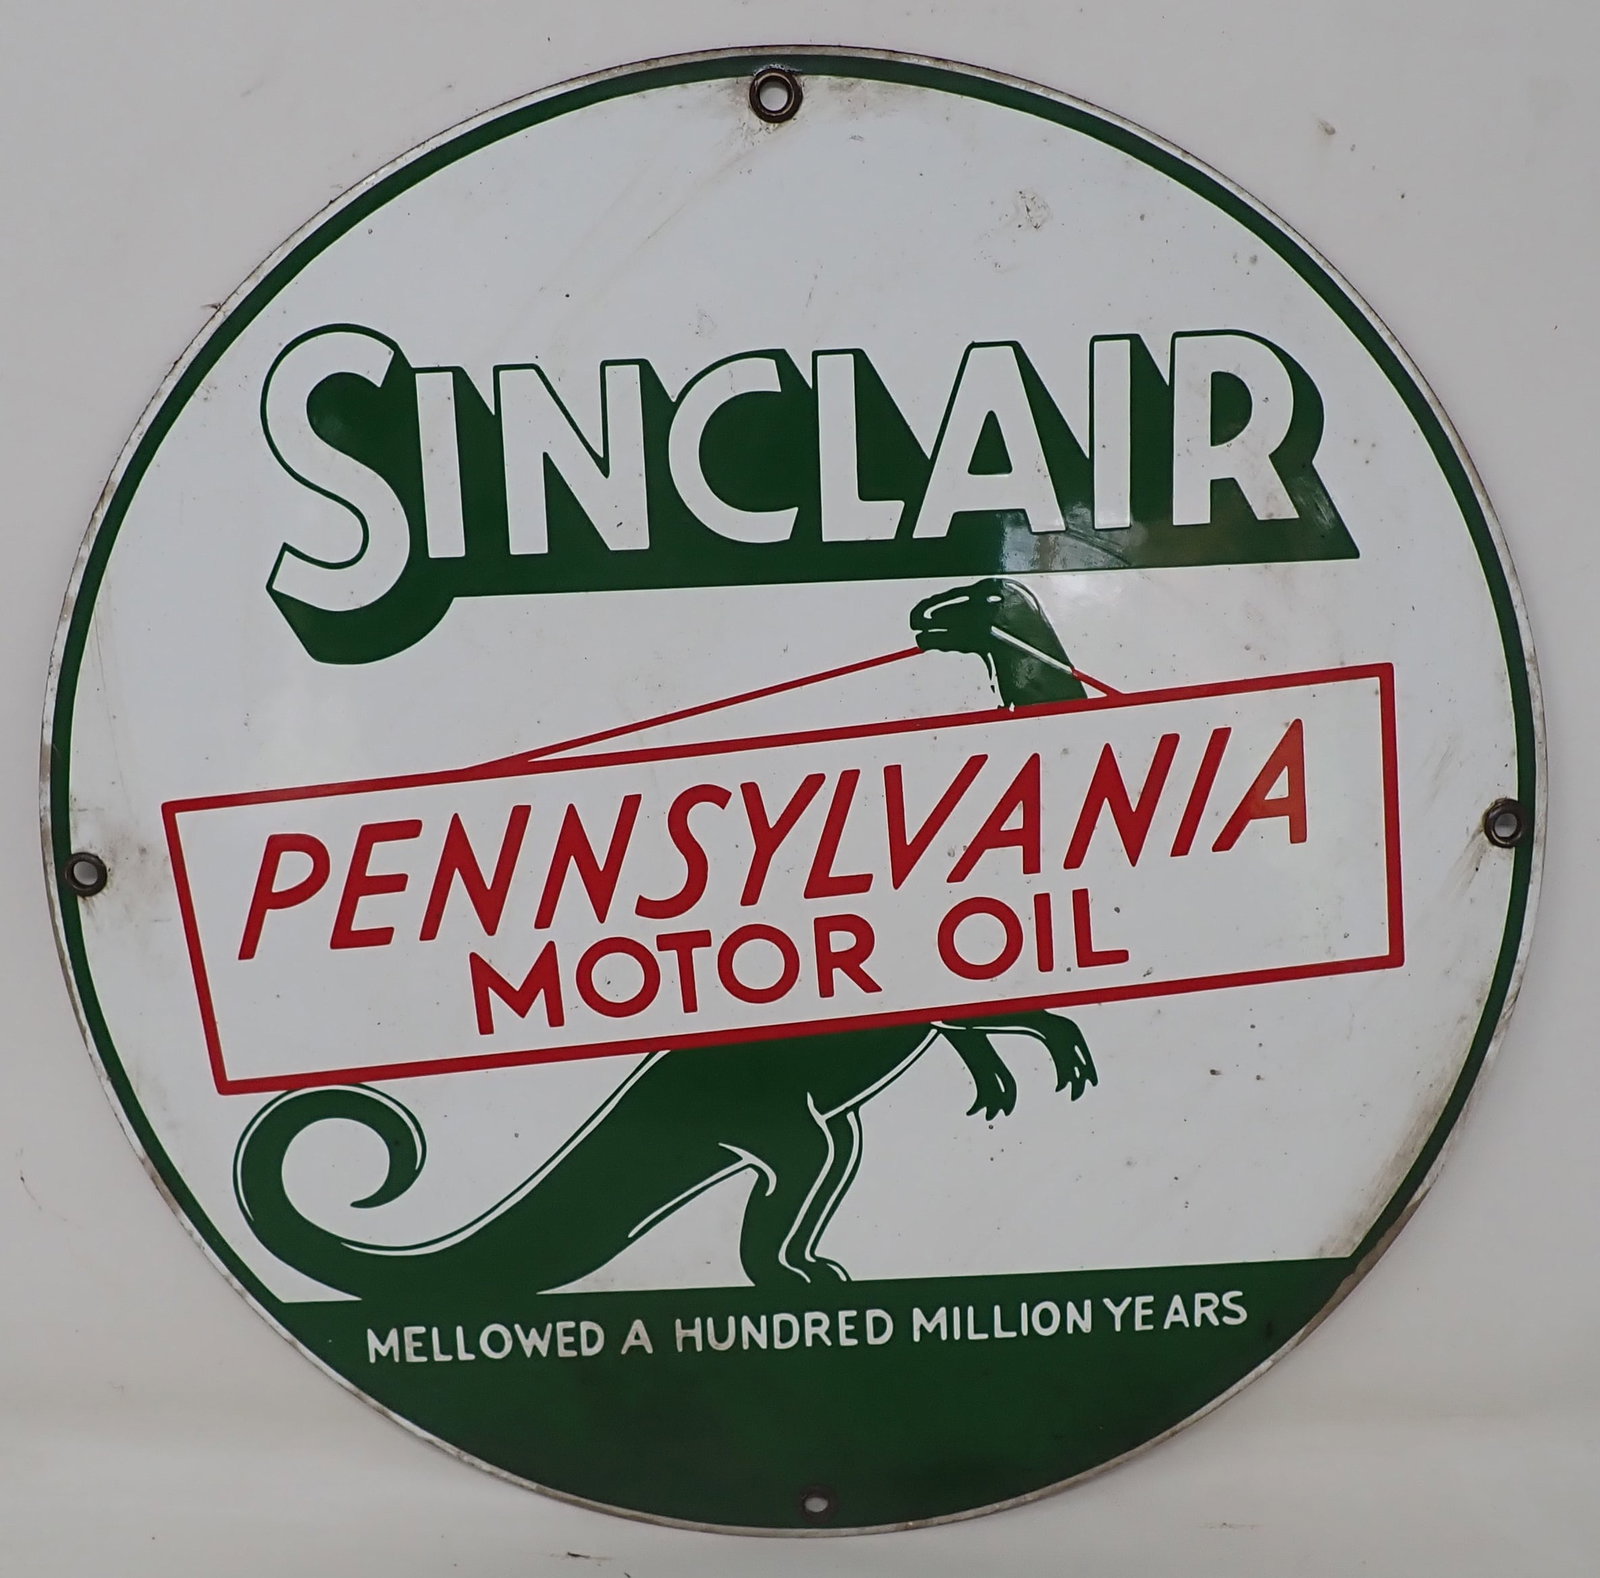 SINCLAIR
PENNSYLVANIA
MOTOR OIL
MELLOWED A HUNDRED MILLION YEARS